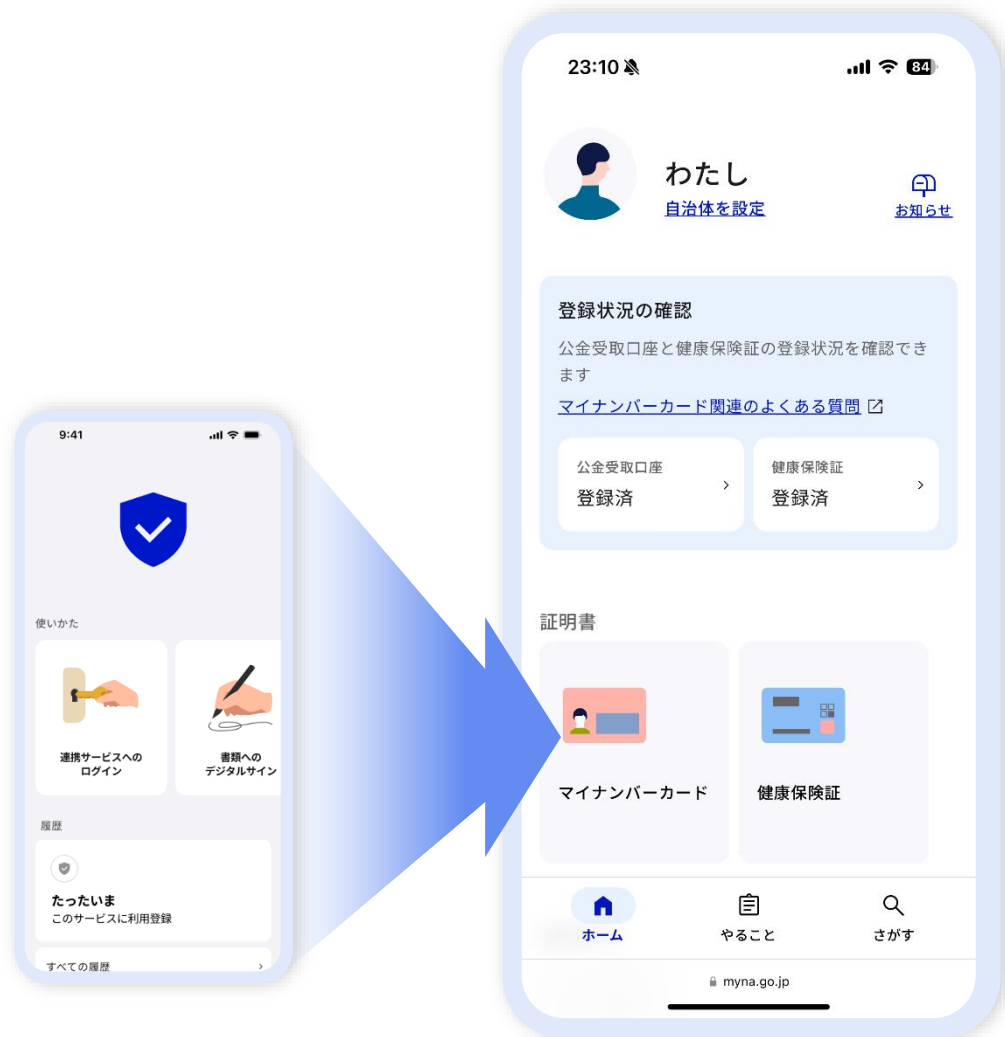 9:41
使いかた
連携サービスへの
ログイン
書類への
デジタルサイン
履歴
たったいま
このサービスに利用登録
すべての履歴
23:10
84
わたし
自治体を設定
お知らせ
登録状況の確認
公金受取口座と健康保険証の登録状況を確認でき
ます
マイナンバーカード関連のよくある質問
公金受取口座
登録済
健康保険証
登録済
証明書
マイナンバーカード
健康保険証
ホーム
やること
さがす
myna.go.jp